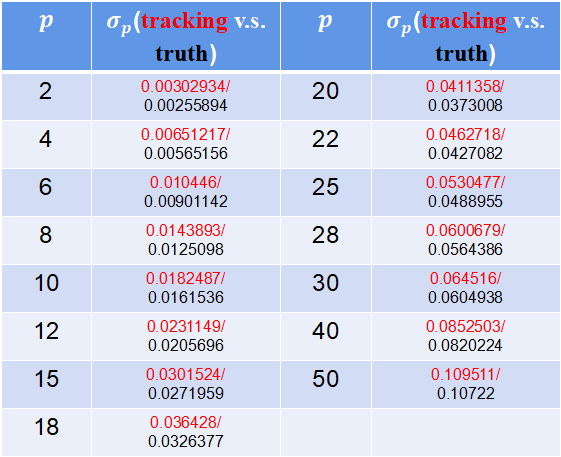 p σp(tracking v.s. truth) p σp(tracking v.s. truth)
2 0.00302934/ 0.00255894 20 0.0411358/ 0.0373008
4 0.00651217/ 0.00565156 22 0.0462718/ 0.0427082
6 0.010446/ 0.00901142 25 0.0530477/ 0.0488955
8 0.0143893/ 0.0125098 28 0.0600679/ 0.0564386
10 0.0182487/ 0.0161536 30 0.064516/ 0.0604938
12 0.0231149/ 0.0205696 40 0.0852503/ 0.0820224
15 0.0301524/ 0.0271959 50 0.109511/ 0.10722
18 0.036428/ 0.0326377